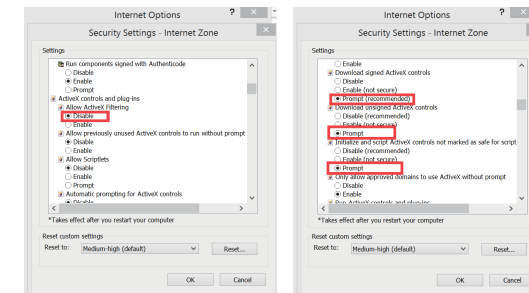 Internet Options
Security Settings - Internet Zone
Settings
Run components signed with Authenticode
Disable
Enable
Prompt
ActiveX controls and plug-ins
Allow ActiveX Filtering
Disable
Enable
Allow previously unused ActiveX controls to run without prompt
Disable
Enable
Allow Scriptlets
Disable
Enable
Prompt
Automatic prompting for ActiveX controls
Disable
*Takes effect after you restart your computer
Reset custom settings
Reset to: Medium-high (default) Reset...
OK Cancel
Internet Options
Security Settings - Internet Zone
Settings
Enable
Download signed ActiveX controls
Disable
Enable (not secure)
Prompt (recommended)
Download unsigned ActiveX controls
Disable (recommended)
Enable (not secure)
Prompt
Initialize and script ActiveX controls not marked as safe for script
Disable (recommended)
Enable (not secure)
Prompt
Only allow approved domains to use ActiveX without prompt
Disable
Enable
Run ActiveX controls and plug-ins
*Takes effect after you restart your computer
Reset custom settings
Reset to: Medium-high (default) Reset...
OK Cancel